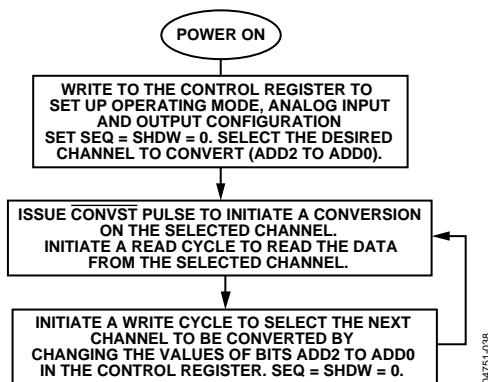 POWER ON
WRITE TO THE CONTROL REGISTER TO
SET UP OPERATING MODE, ANALOG INPUT
AND OUTPUT CONFIGURATION
SET SEQ = SHDW = 0. SELECT THE DESIRED
CHANNEL TO CONVERT (ADD2 TO ADD0).
ISSUE CONVST PULSE TO INITIATE A CONVERSION
ON THE SELECTED CHANNEL.
INITIATE A READ CYCLE TO READ THE DATA
FROM THE SELECTED CHANNEL.
INITIATE A WRITE CYCLE TO SELECT THE NEXT
CHANNEL TO BE CONVERTED BY
CHANGING THE VALUES OF BITS ADD2 TO ADD0
IN THE CONTROL REGISTER. SEQ = SHDW = 0.
04751-038